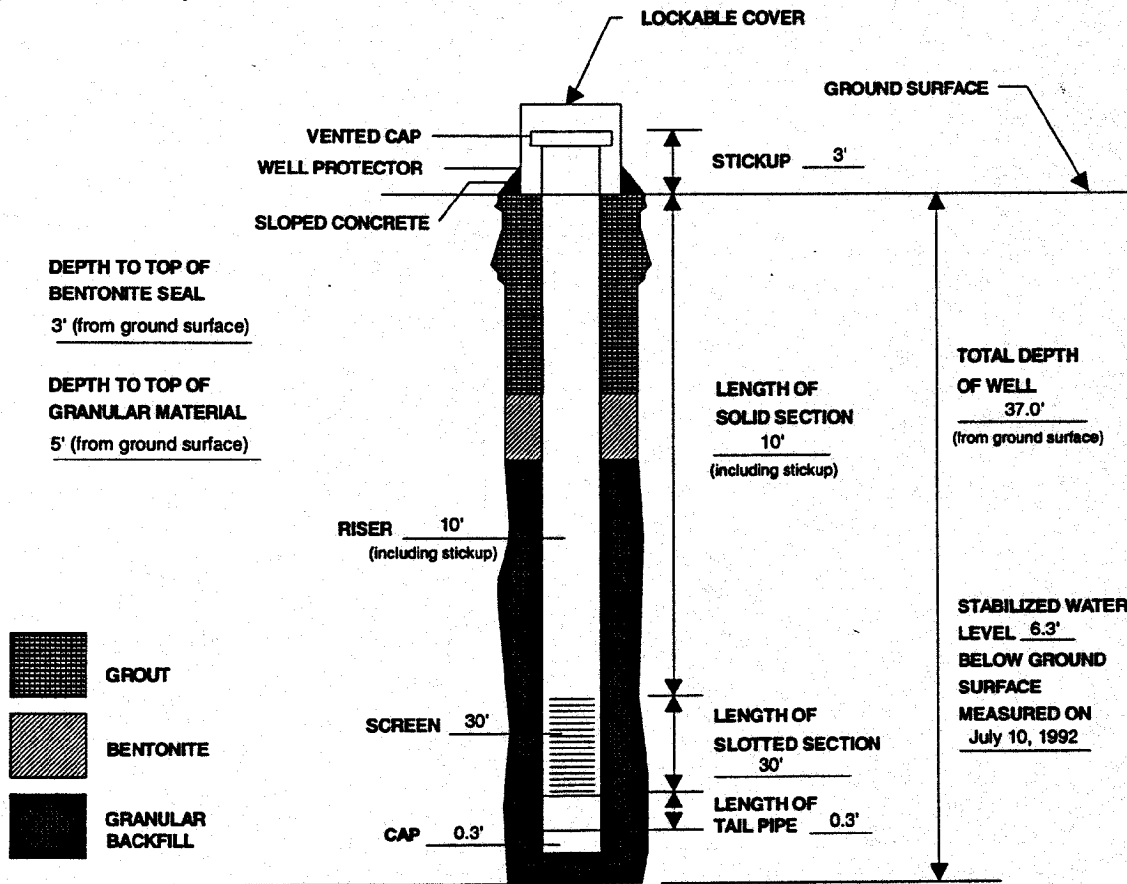 LOCKABLE COVER
GROUND SURFACE
VENTED CAP
WELL PROTECTOR
STICKUP 3'
SLOPED CONCRETE
DEPTH TO TOP OF
BENTONITE SEAL
3' (from ground surface)
DEPTH TO TOP OF
GRANULAR MATERIAL
5' (from ground surface)
LENGTH OF
SOLID SECTION
10'
(including stickup)
TOTAL DEPTH
OF WELL
37.0'
(from ground surface)
RISER 10'
(including stickup)
STABILIZED WATER
LEVEL 6.3'
BELOW GROUND
SURFACE
MEASURED ON
July 10, 1992
GROUT
BENTONITE
GRANULAR
BACKFILL
SCREEN 30'
LENGTH OF
SLOTTED SECTION
30'
LENGTH OF
TAIL PIPE 0.3'
CAP 0.3'